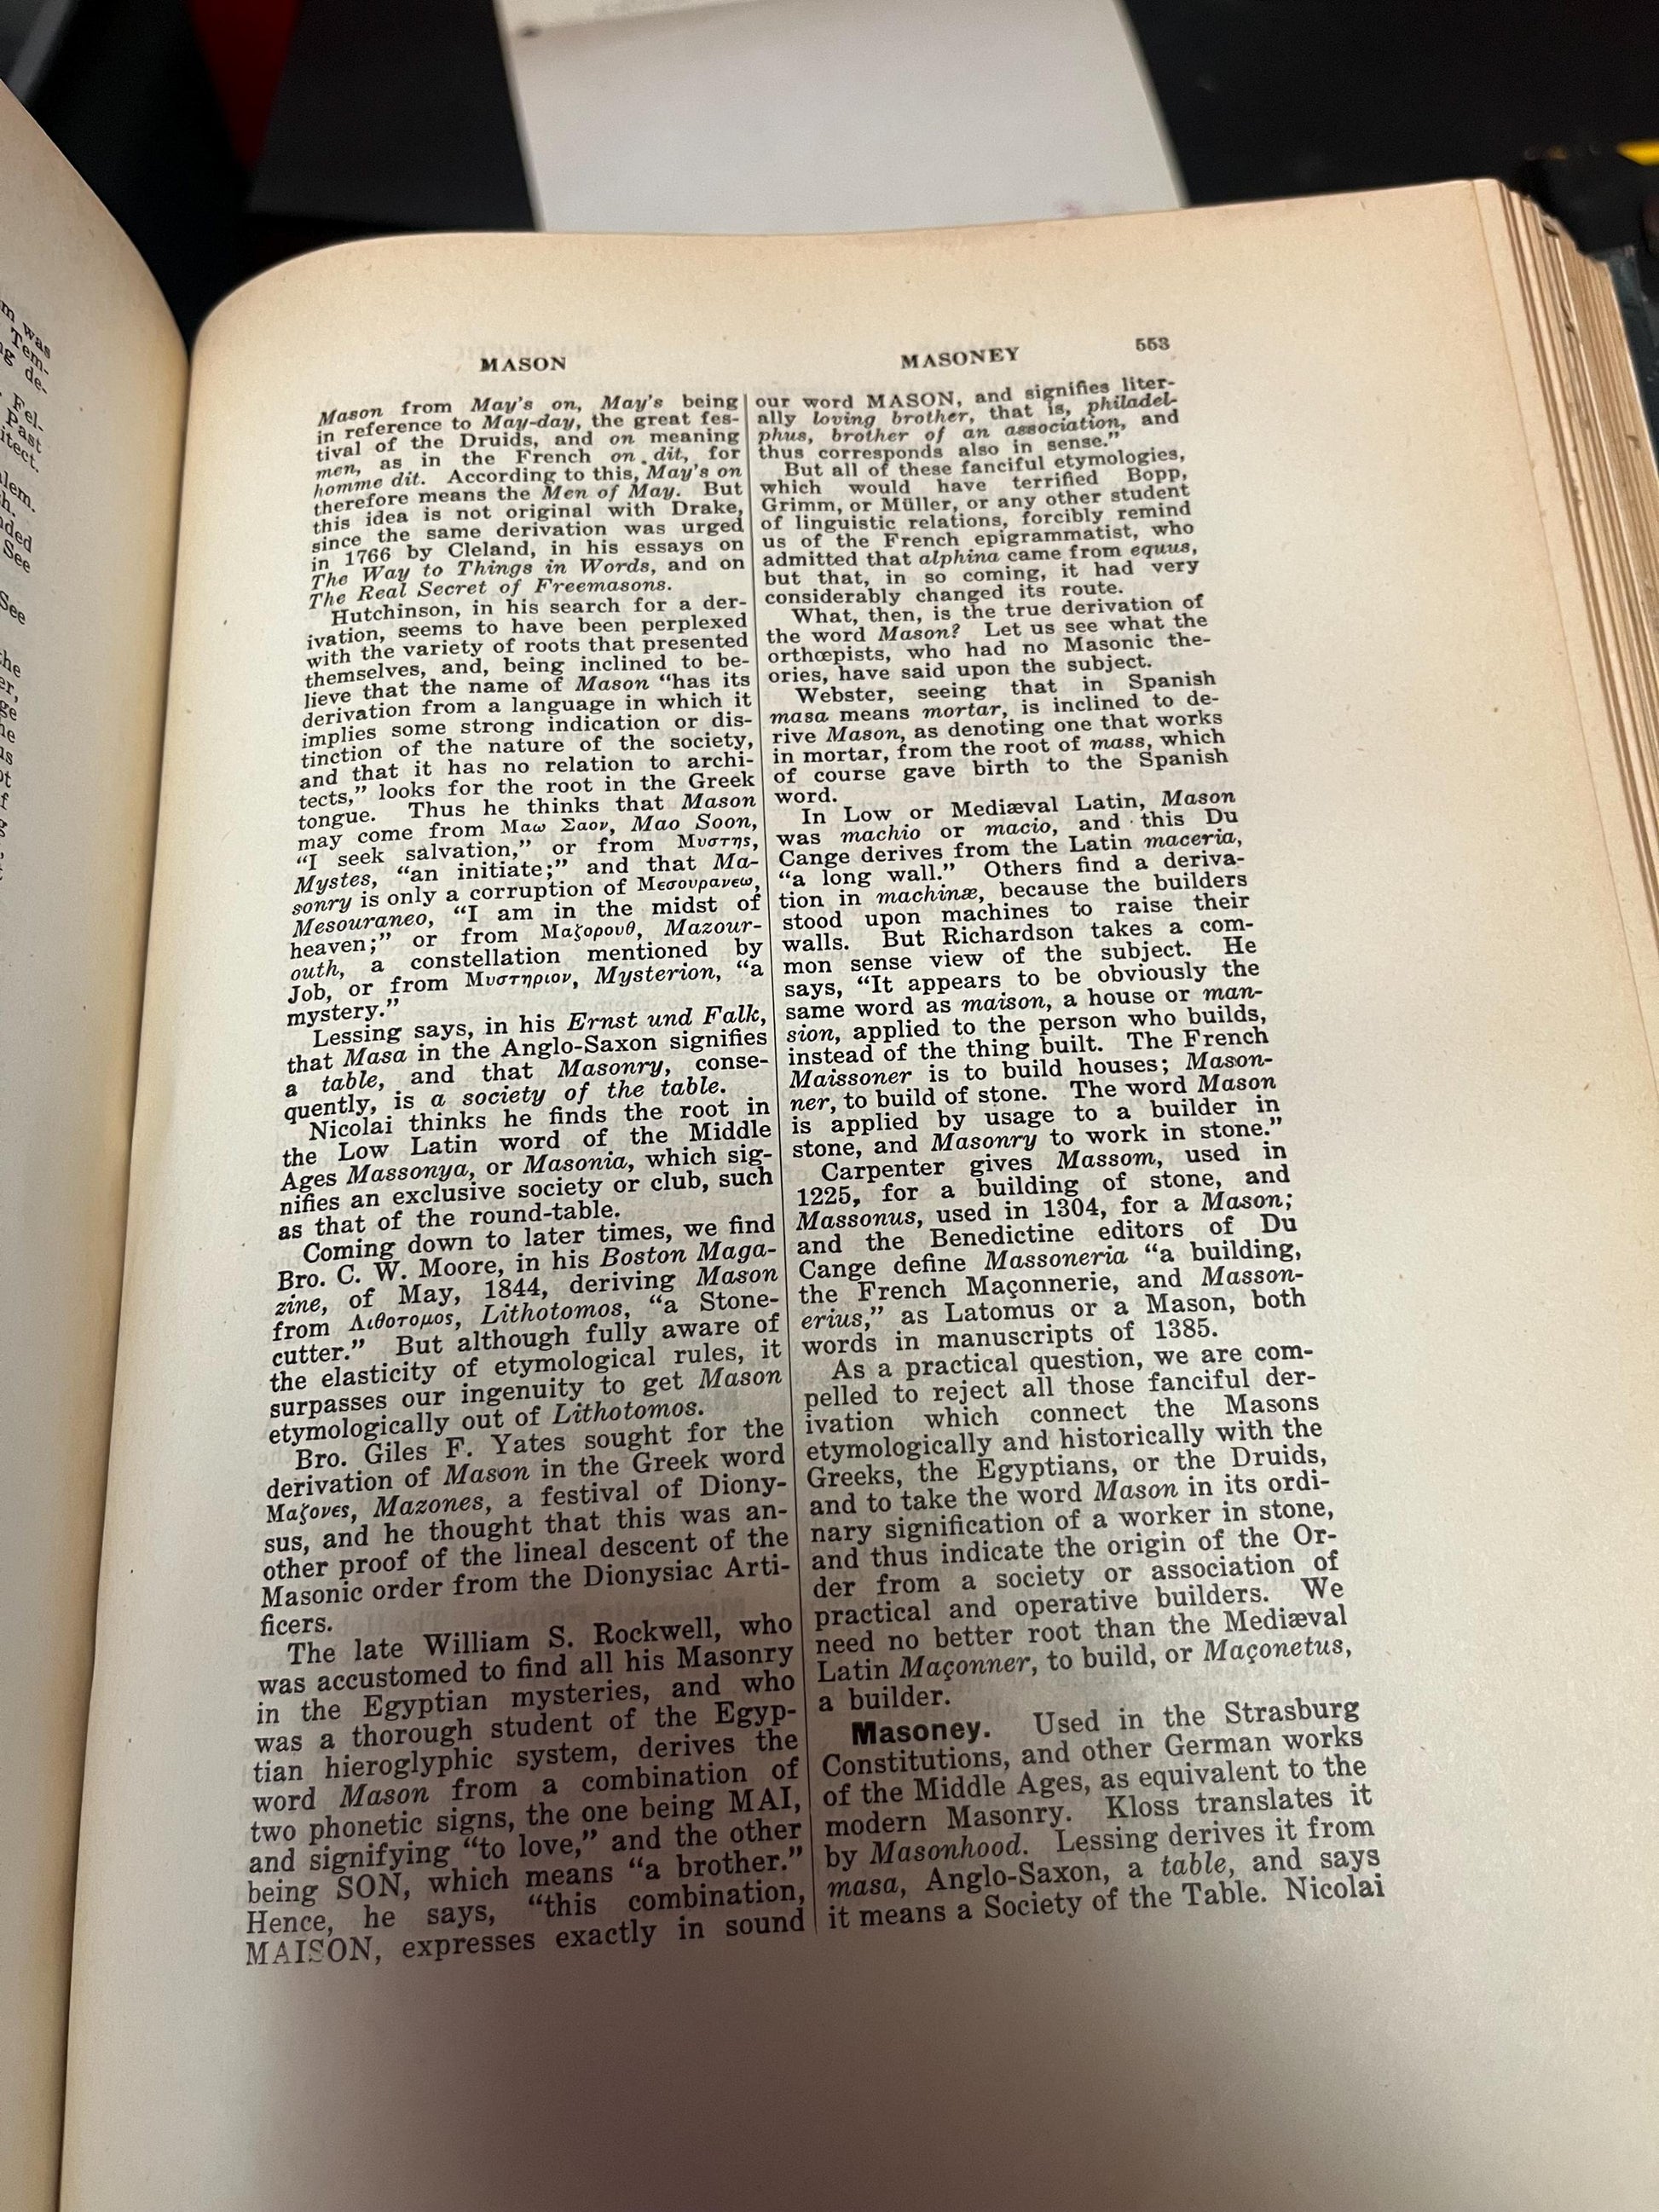 m was
Tem-
ng de-
Fel-
Past
itect.
lem.
h.
nded
See
See
the
er,
ge
he
us
ot
f
g
MASON
MASONEY
553
Mason from May's on, May's being
in reference to May-day, the great fes-
tival of the Druids, and on meaning
men, as in the French on dit, for
homme dit. According to this, May's on
therefore means the Men of May. But
this idea is not original with Drake,
since the same derivation was urged
in 1766 by Cleland, in his essays on
The Way to Things in Words, and on
The Real Secret of Freemasons.
Hutchinson, in his search for a der-
ivation, seems to have been perplexed
with the variety of roots that presented
themselves, and, being inclined to be-
lieve that the name of Mason “has its
derivation from a language in which it
implies some strong indication or dis-
tinction of the nature of the society,
and that it has no relation to archi-
tects,” looks for the root in the Greek
tongue. Thus he thinks that Mason
may come from Μαω Σαον, Mao Soon,
“I seek salvation,” or from Μυστης,
Mystes, “an initiate;” and that Ma-
sonry is only a corruption of Μεσουρανεω,
Mesouraneo, “I am in the midst of
heaven;” or from Μαζορουθ, Mazour-
outh, a constellation mentioned by
Job, or from Μυστηριον, Mysterion, “a
mystery.”
Lessing says, in his Ernst und Falk,
that Masa in the Anglo-Saxon signifies
a table, and that Masonry, conse-
quently, is a society of the table.
Nicolai thinks he finds the root in
the Low Latin word of the Middle
Ages Massonya, or Masonia, which sig-
nifies an exclusive society or club, such
as that of the round-table.
Coming down to later times, we find
Bro. C. W. Moore, in his Boston Maga-
zine, of May, 1844, deriving Mason
from Λιθοτομος, Lithotomos, “a Stone-
cutter.” But although fully aware of
the elasticity of etymological rules, it
surpasses our ingenuity to get Mason
etymologically out of Lithotomos.
Bro. Giles F. Yates sought for the
derivation of Mason in the Greek word
Μαζονες, Mazones, a festival of Diony-
sus, and he thought that this was an-
other proof of the lineal descent of the
Masonic order from the Dionysiac Arti-
ficers.
The late William S. Rockwell, who
was accustomed to find all his Masonry
in the Egyptian mysteries, and who
was a thorough student of the Egyp-
tian hieroglyphic system, derives the
word Mason from a combination of
two phonetic signs, the one being MAI,
and signifying “to love,” and the other
being SON, which means “a brother.”
Hence, he says, “this combination,
MAISON, expresses exactly in sound
our word MASON, and signifies liter-
ally loving brother, that is, philadel-
phus, brother of an association, and
thus corresponds also in sense.”
But all of these fanciful etymologies,
which would have terrified Bopp,
Grimm, or Müller, or any other student
of linguistic relations, forcibly remind
us of the French epigrammatist, who
admitted that alphina came from equus,
but that, in so coming, it had very
considerably changed its route.
What, then, is the true derivation of
the word Mason? Let us see what the
orthœpists, who had no Masonic the-
ories, have said upon the subject.
Webster, seeing that in Spanish
masa means mortar, is inclined to de-
rive Mason, as denoting one that works
in mortar, from the root of mass, which
of course gave birth to the Spanish
word.
In Low or Mediæval Latin, Mason
was machio or macio, and this Du
Cange derives from the Latin maceria,
“a long wall.” Others find a deriva-
tion in machinæ, because the builders
stood upon machines to raise their
walls. But Richardson takes a com-
mon sense view of the subject. He
says, “It appears to be obviously the
same word as maison, a house or man-
sion, applied to the person who builds,
instead of the thing built. The French
Maissoner is to build houses; Mason-
ner, to build of stone. The word Mason
is applied by usage to a builder in
stone, and Masonry to work in stone.”
Carpenter gives Massom, used in
1225, for a building of stone, and
Massonus, used in 1304, for a Mason;
and the Benedictine editors of Du
Cange define Massoneria “a building,
the French Maçonnerie, and Masson-
erius,” as Latomus or a Mason, both
words in manuscripts of 1385.
As a practical question, we are com-
pelled to reject all those fanciful der-
ivation which connect the Masons
etymologically and historically with the
Greeks, the Egyptians, or the Druids,
and to take the word Mason in its ordi-
nary signification of a worker in stone,
and thus indicate the origin of the Or-
der from a society or association of
practical and operative builders. We
need no better root than the Mediæval
Latin Maçonner, to build, or Maçonetus,
a builder.
Masoney. Used in the Strasburg
Constitutions, and other German works
of the Middle Ages, as equivalent to the
modern Masonry. Kloss translates it
by Masonhood. Lessing derives it from
masa, Anglo-Saxon, a table, and says
it means a Society of the Table. Nicolai